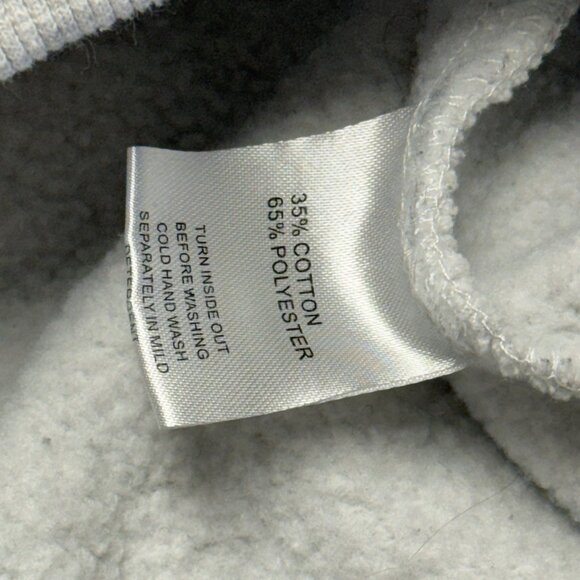 35% COTTON
65% POLYESTER
TURN INSIDE OUT
BEFORE WASHING
COLD HAND WASH
SEPARATELY IN MILD